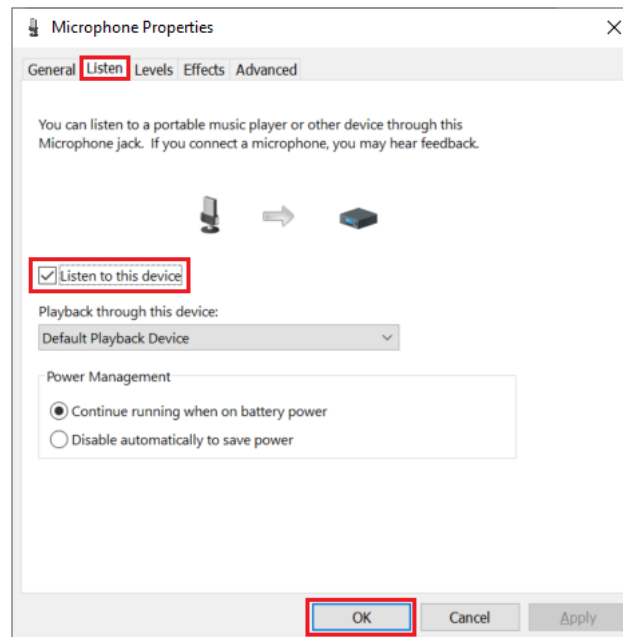 Microphone Properties
General Listen Levels Effects Advanced
You can listen to a portable music player or other device through this
Microphone jack. If you connect a microphone, you may hear feedback.
Listen to this device
Playback through this device:
Default Playback Device
Power Management
Continue running when on battery power
Disable automatically to save power
OK Cancel Apply